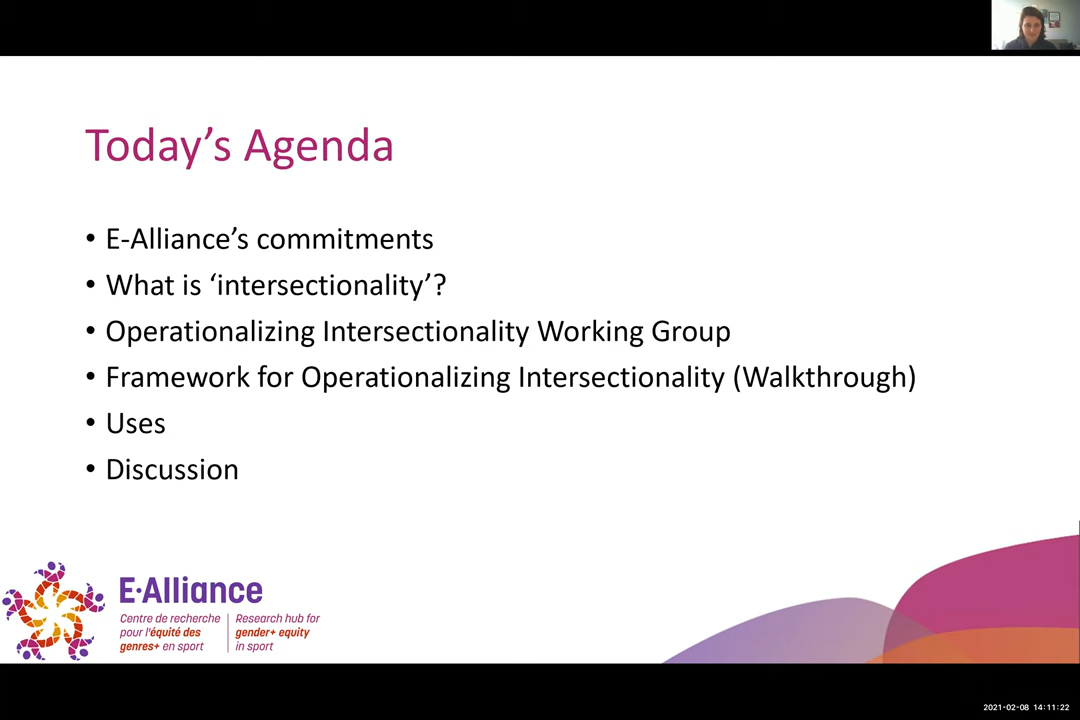 Today’s Agenda
• E-Alliance’s commitments
• What is ‘intersectionality’?
• Operationalizing Intersectionality Working Group
• Framework for Operationalizing Intersectionality (Walkthrough)
• Uses
• Discussion
E·Alliance
Centre de recherche
pour l'équité des
genres+ en sport
Research hub for
gender+ equity
in sport
2021-02-08 14:11:22